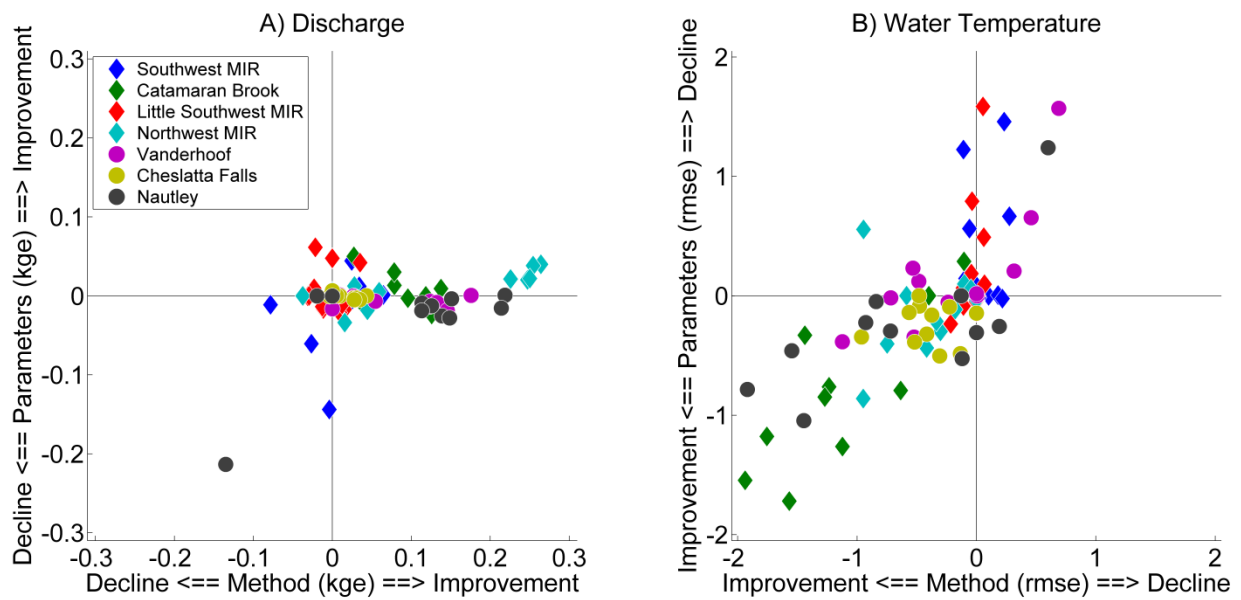 A) Discharge
Decline <== Parameters (kge) ==> Improvement
0.3
0.2
0.1
0
-0.1
-0.2
-0.3
Southwest MIR
Catamaran Brook
Little Southwest MIR
Northwest MIR
Vanderhoof
Cheslatta Falls
Nautley
-0.3 -0.2 -0.1 0 0.1 0.2 0.3
Decline <== Method (kge) ==> Improvement
B) Water Temperature
Improvement <== Parameters (rmse) ==> Decline
2
1
0
-1
-2
-2 -1 0 1 2
Improvement <== Method (rmse) ==> Decline